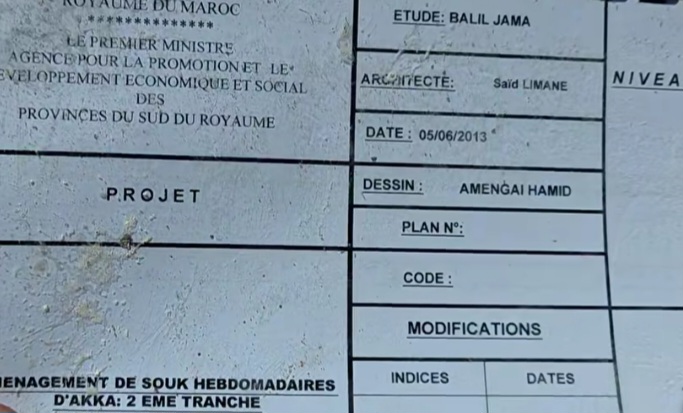 ROYAUME DU MAROC
**************
LE PREMIER MINISTRE
AGENCE POUR LA PROMOTION ET LE
EVELOPPEMENT ECONOMIQUE ET SOCIAL
DES
PROVINCES DU SUD DU ROYAUME
PROJET
MENAGEMENT DE SOUK HEBDOMADAIRES
D'AKKA: 2 EME TRANCHE
ETUDE: BALIL JAMA
ARCHITECTE: Saïd LIMANE
DATE : 05/06/2013
DESSIN : AMENGAI HAMID
PLAN N°:
CODE :
MODIFICATIONS
INDICES DATES
NIVEA